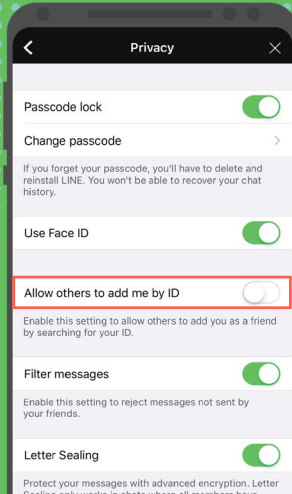 Privacy
Passcode lock
Change passcode
If you forget your passcode, you'll have to delete and
reinstall LINE. You won't be able to recover your chat
history.
Use Face ID
Allow others to add me by ID
Enable this setting to allow others to add you as a friend
by searching for your ID.
Filter messages
Enable this setting to reject messages not sent by
your friends.
Letter Sealing
Protect your messages with advanced encryption. Letter
Sealing only works in chats where all members have